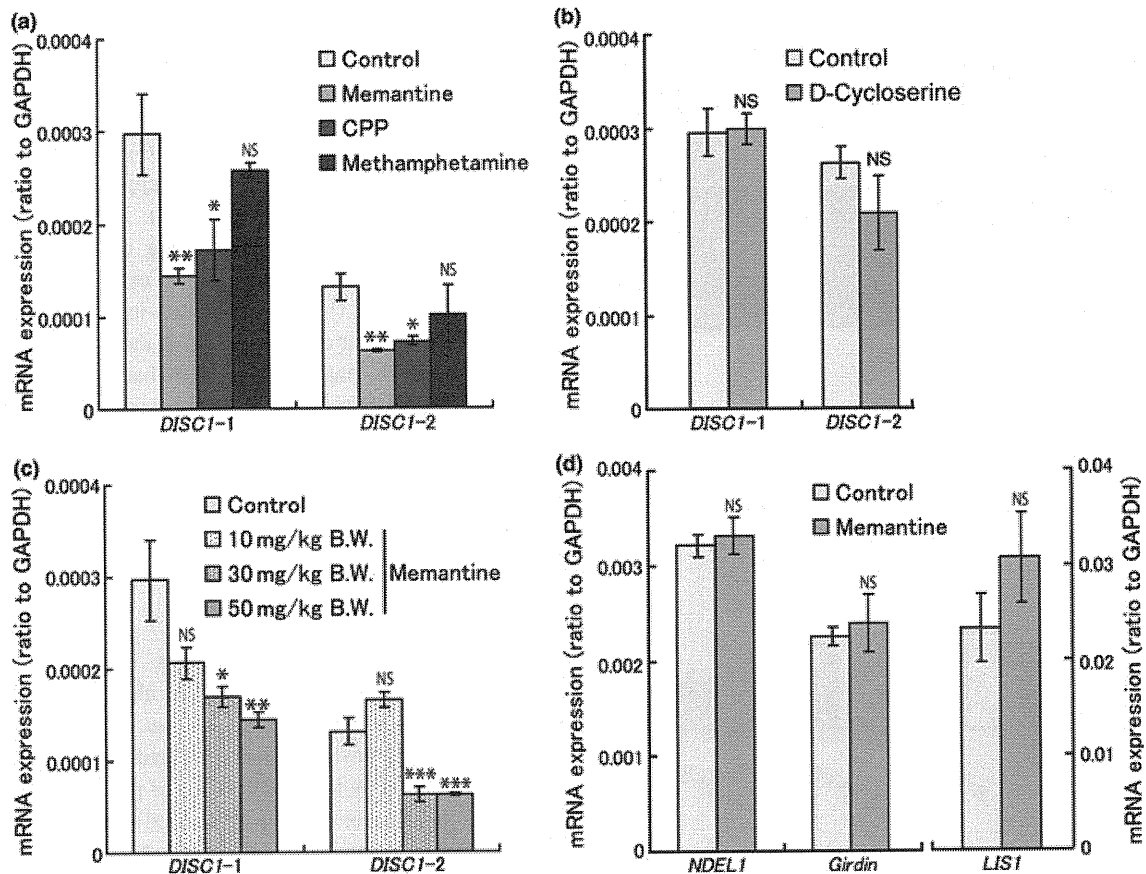 (a)
mRNA expression (ratio to GAPDH)
0.0004
0.0003
0.0002
0.0001
0
Control
Memantine
CPP
Methamphetamine
**
*
NS
**
*
NS
DISC1-1
DISC1-2
(b)
mRNA expression (ratio to GAPDH)
0.0004
0.0003
0.0002
0.0001
0
Control
D-Cycloserine
NS
NS
DISC1-1
DISC1-2
(c)
mRNA expression (ratio to GAPDH)
0.0004
0.0003
0.0002
0.0001
0
Control
10 mg/kg B.W.
30 mg/kg B.W.
50 mg/kg B.W.
Memantine
NS
*
**
NS
***
***
DISC1-1
DISC1-2
(d)
mRNA expression (ratio to GAPDH)
0.004
0.003
0.002
0.001
0
Control
Memantine
NS
NS
NS
NDEL1
Girdin
LIS1
0.04
0.03
0.02
0.01
0
mRNA expression (ratio to GAPDH)